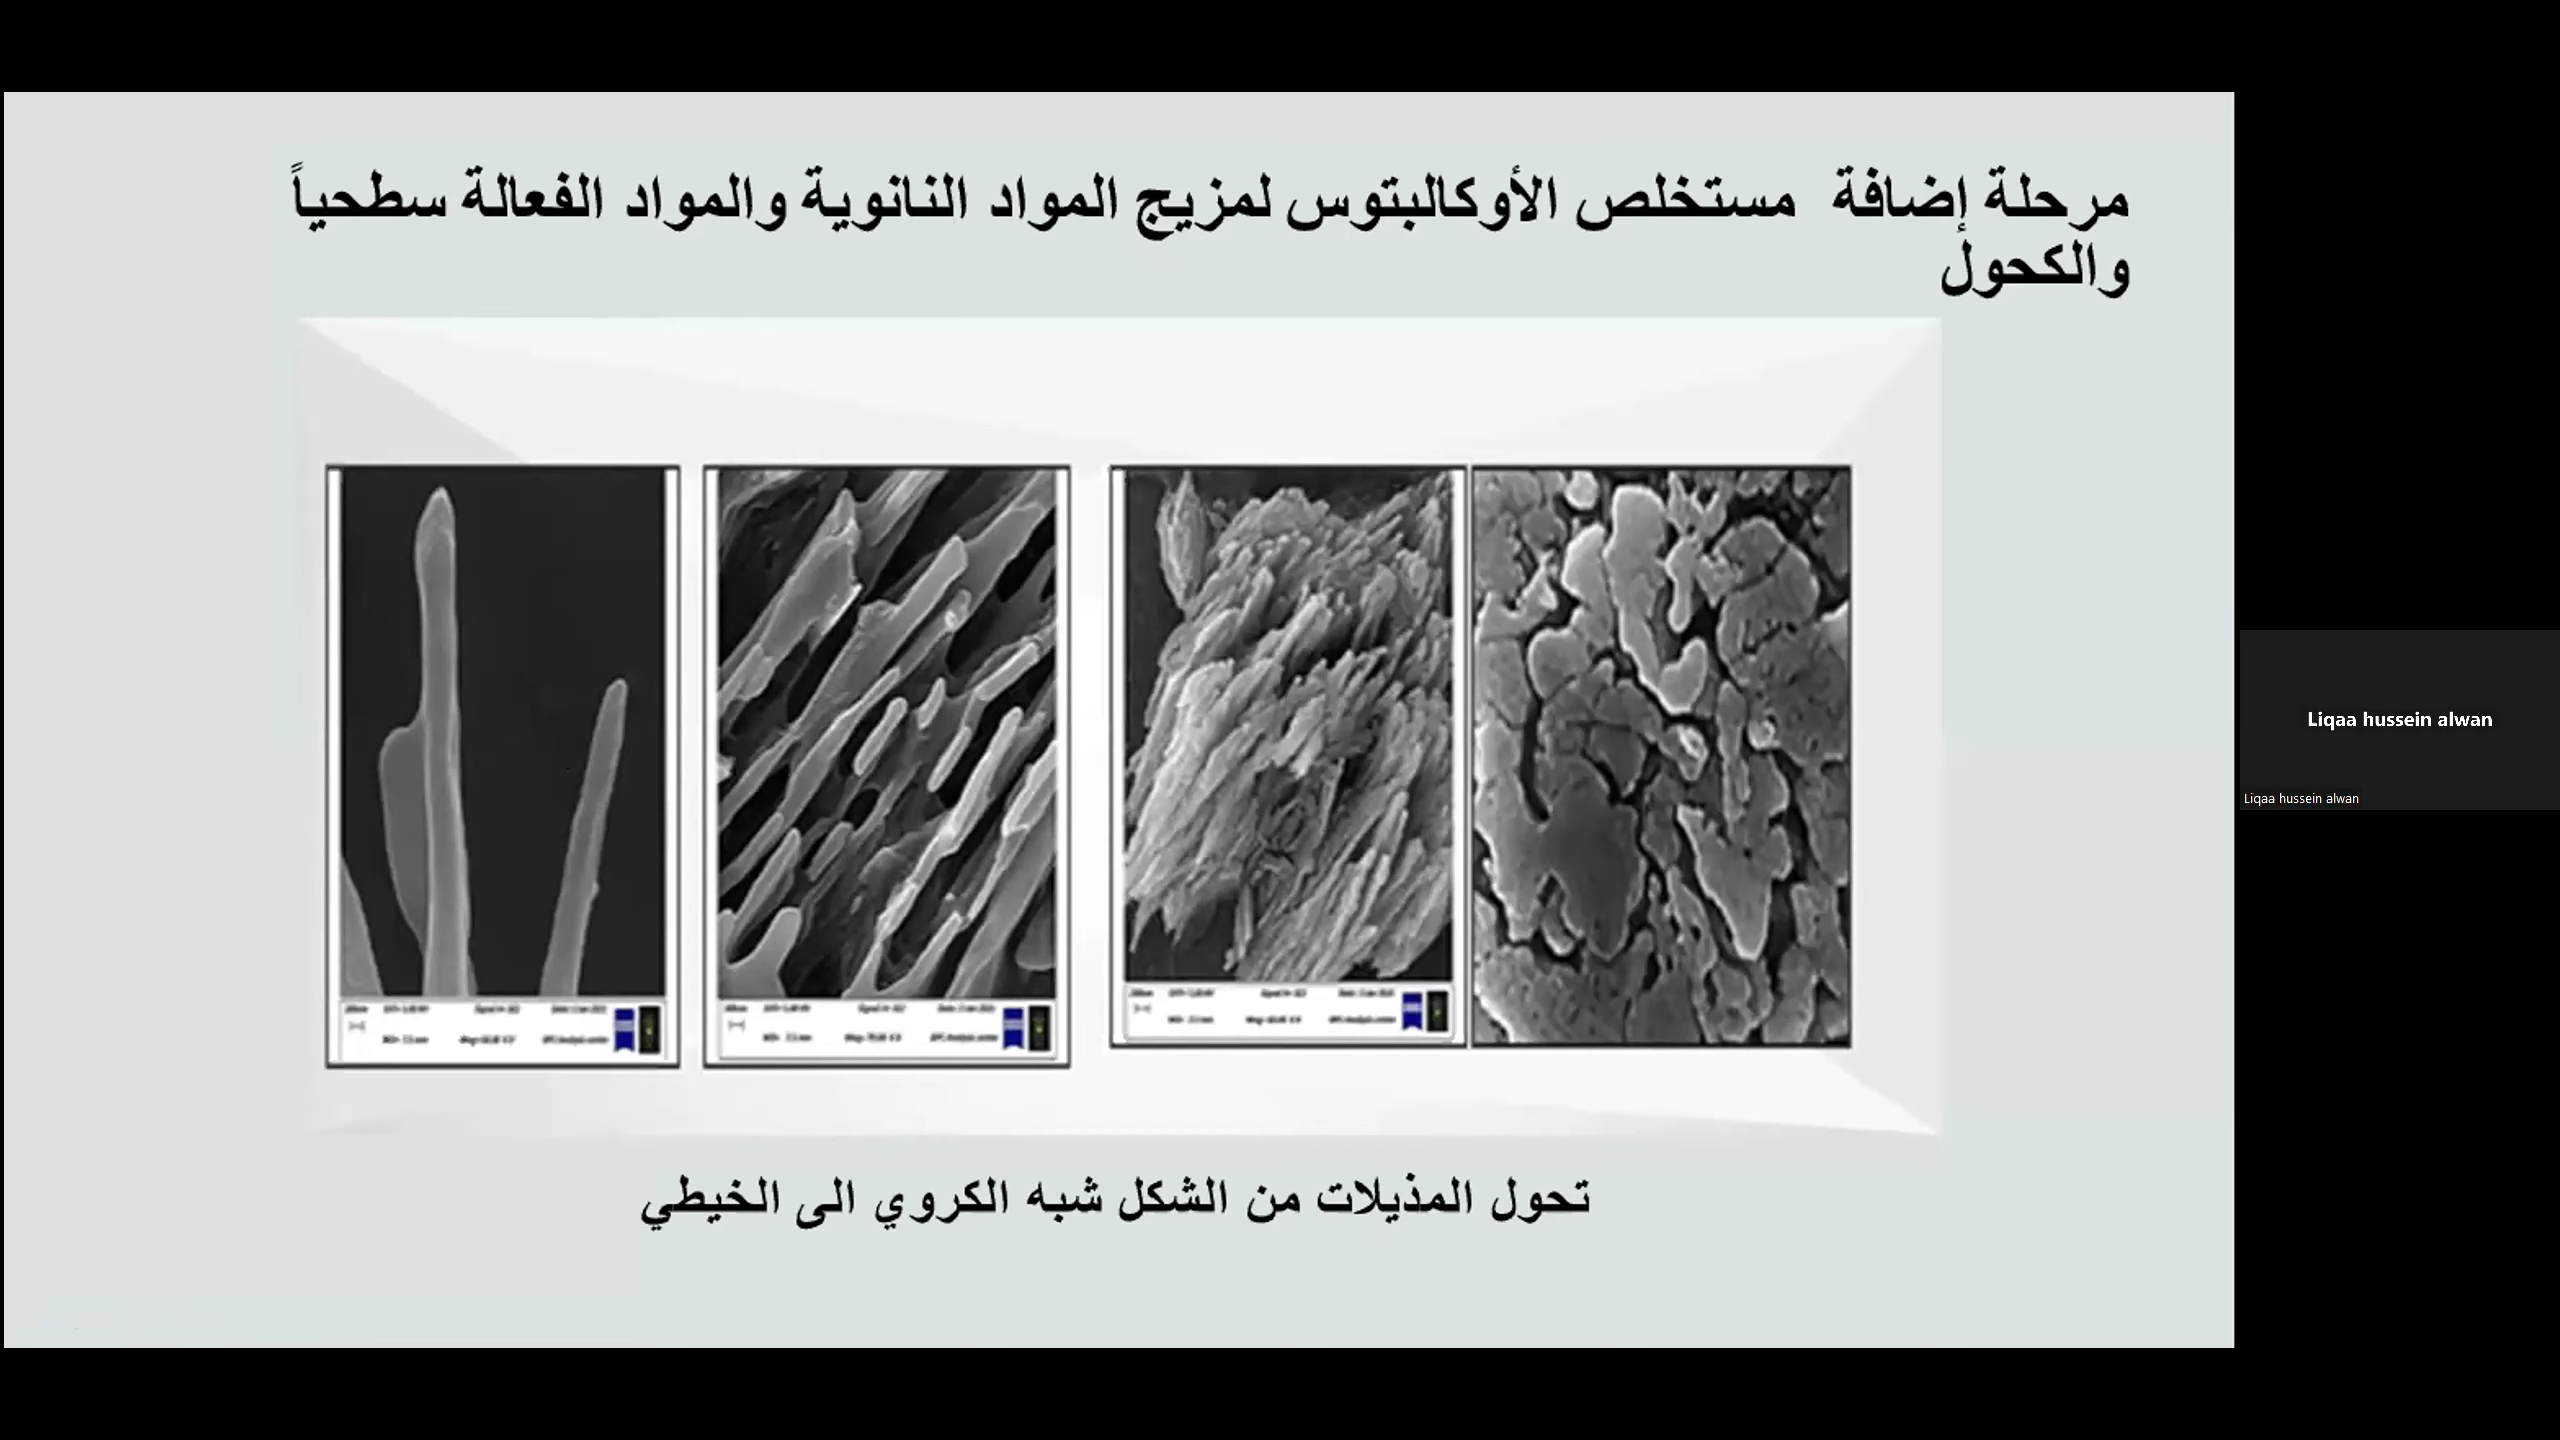 مرحلة إضافة مستخلص الأوكالبتوس لمزيج المواد النانوية والمواد الفعالة سطحياً
والكحول
تحول المذيلات من الشكل شبه الكروي الى الخيطي
Liqaa hussein alwan
Liqaa hussein alwan